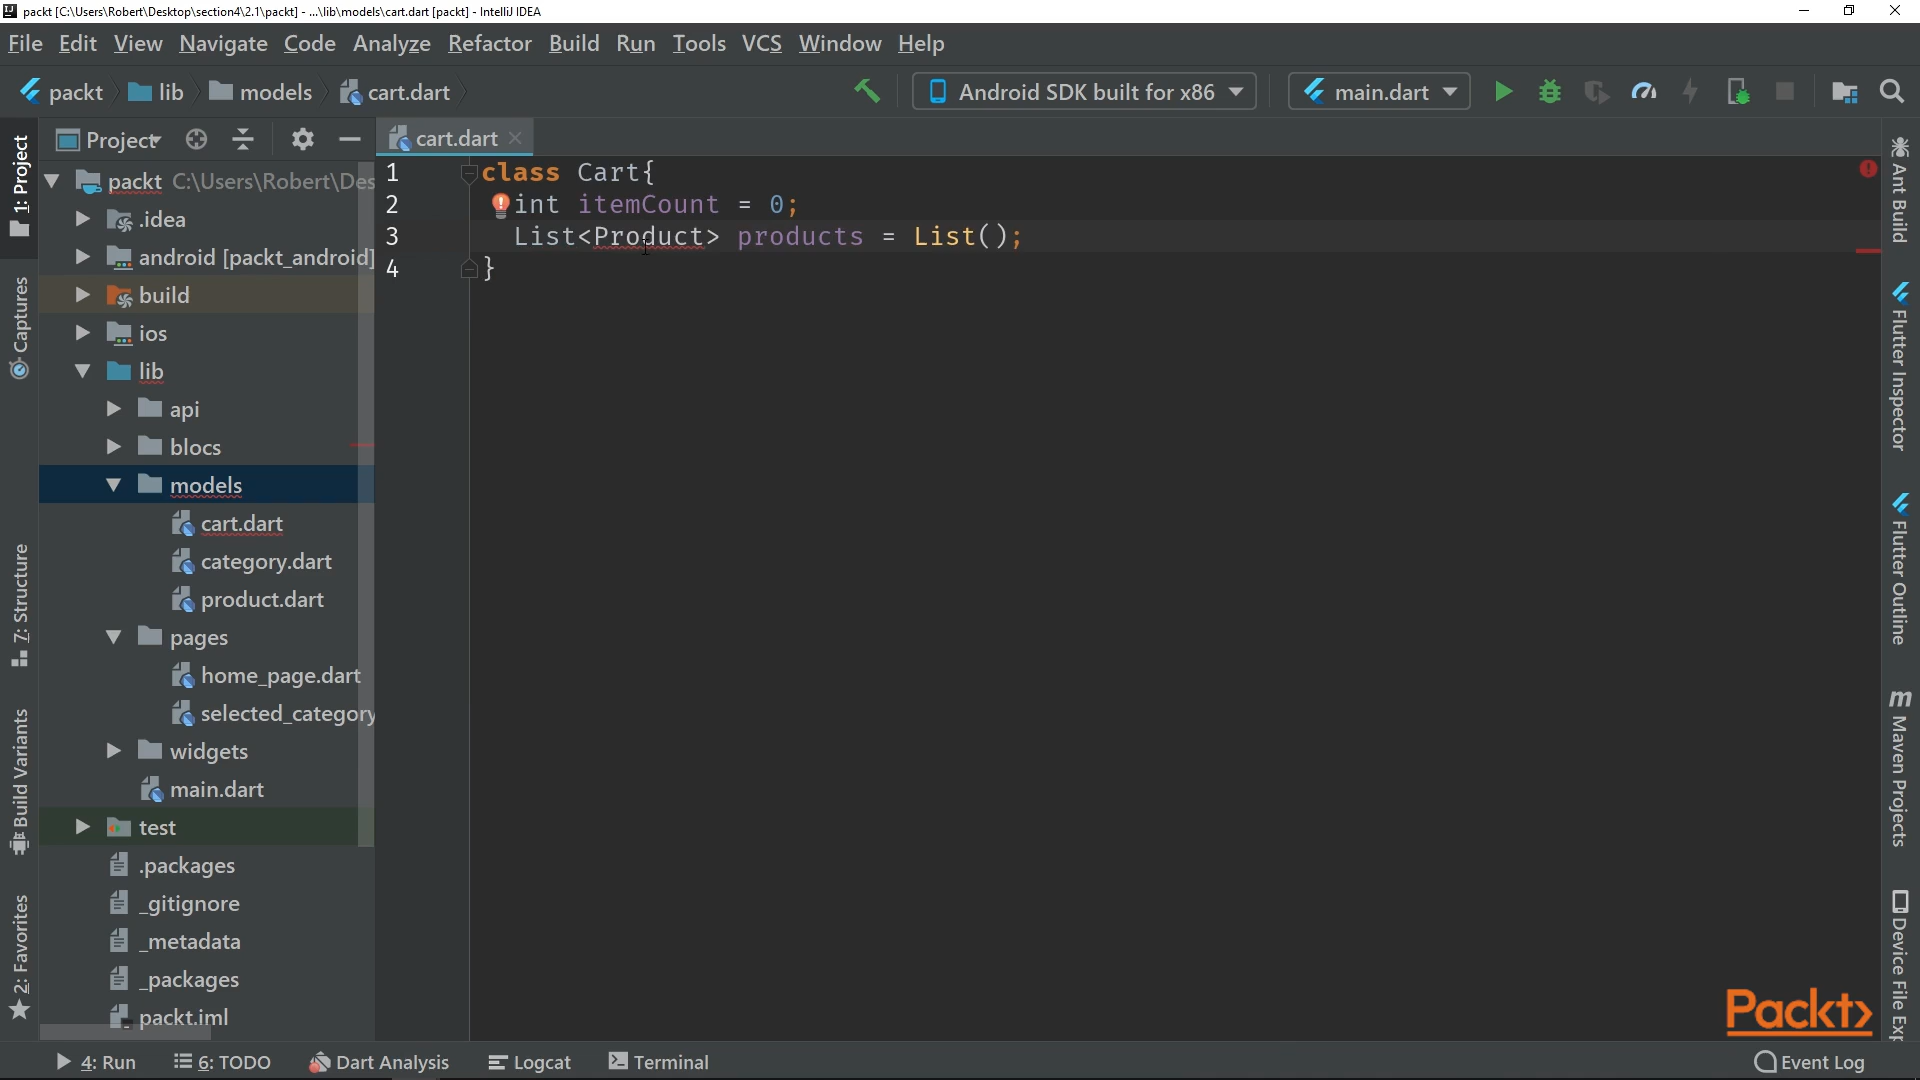 packt [C:\Users\Robert\Desktop\section4\2.1\packt] - ...\lib\models\cart.dart [packt] - IntelliJ IDEA
File Edit View Navigate Code Analyze Refactor Build Run Tools VCS Window Help
packt lib models cart.dart Android SDK built for x86 main.dart
Project cart.dart
1: Project
Captures
7: Structure
Build Variants
2: Favorites
packt C:\Users\Robert\Des
.idea
android [packt_android]
build
ios
lib
api
blocs
models
cart.dart
category.dart
product.dart
pages
home_page.dart
selected_category
widgets
main.dart
test
.packages
_gitignore
_metadata
_packages
packt.iml
1 class Cart{
2 int itemCount = 0;
3 List<Product> products = List();
4 }
Ant Build
Flutter Inspector
Flutter Outline
m Maven Projects
Device File Exp
Packt>
4: Run 6: TODO Dart Analysis Logcat Terminal Event Log